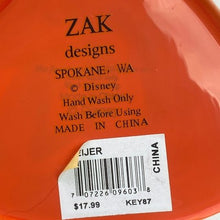 ZAK
designs
SPOKANE, WA
© Disney
Hand Wash Only
Wash Before Using
MADE IN CHINA
EIJER
CHINA
7 07226 09603 8
$17.99 KEY87